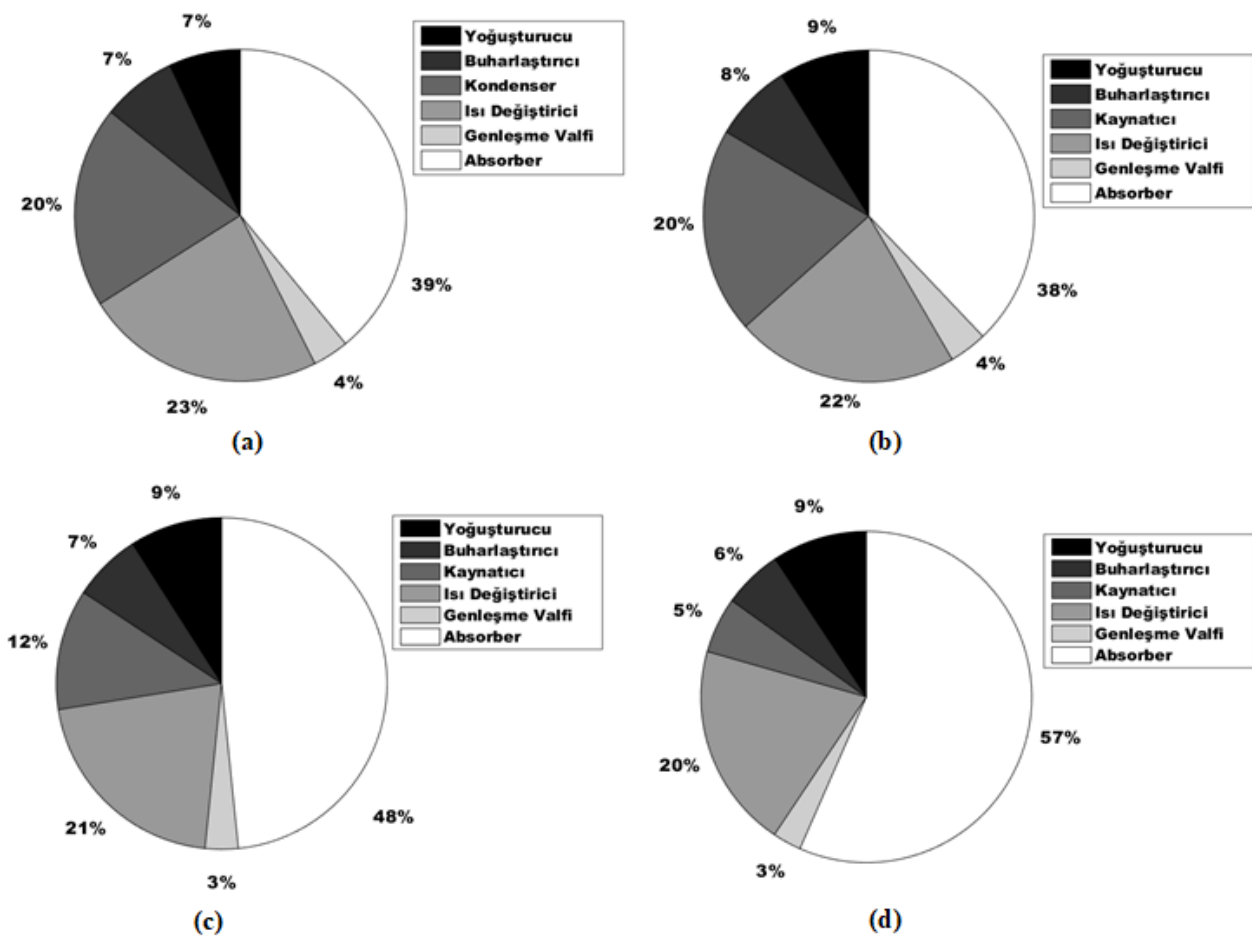 7%
7%
20%
23%
4%
39%
Yoğuşturucu
Buharlaştırıcı
Kondenser
Isı Değiştirici
Genleşme Valfi
Absorber
(a)
9%
8%
20%
22%
4%
38%
Yoğuşturucu
Buharlaştırıcı
Kaynatıcı
Isı Değiştirici
Genleşme Valfi
Absorber
(b)
9%
7%
12%
21%
3%
48%
Yoğuşturucu
Buharlaştırıcı
Kaynatıcı
Isı Değiştirici
Genleşme Valfi
Absorber
(c)
9%
6%
5%
20%
3%
57%
Yoğuşturucu
Buharlaştırıcı
Kaynatıcı
Isı Değiştirici
Genleşme Valfi
Absorber
(d)